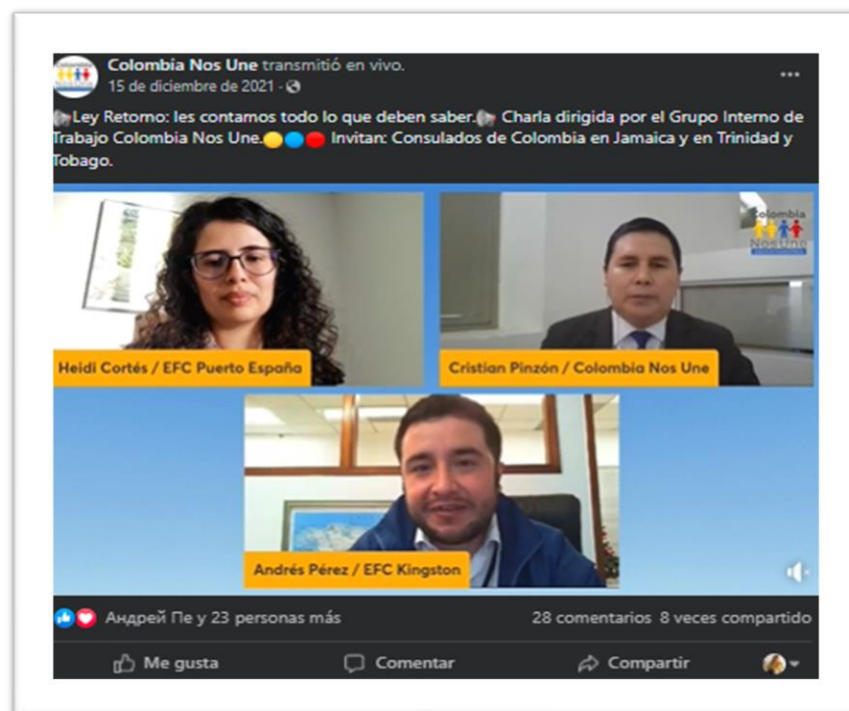 Colombia Nos Une transmitió en vivo.
15 de diciembre de 2021 ·
Ley Retorno: les contamos todo lo que deben saber. Charla dirigida por el Grupo Interno de
Trabajo Colombia Nos Une. Invitan: Consulados de Colombia en Jamaica y en Trinidad y
Tobago.
Colombia
Nos Une
Heidi Cortés / EFC Puerto España
Cristian Pinzón / Colombia Nos Une
Andrés Pérez / EFC Kingston
Андрей Пе y 23 personas más
28 comentarios 8 veces compartido
Me gusta
Comentar
Compartir